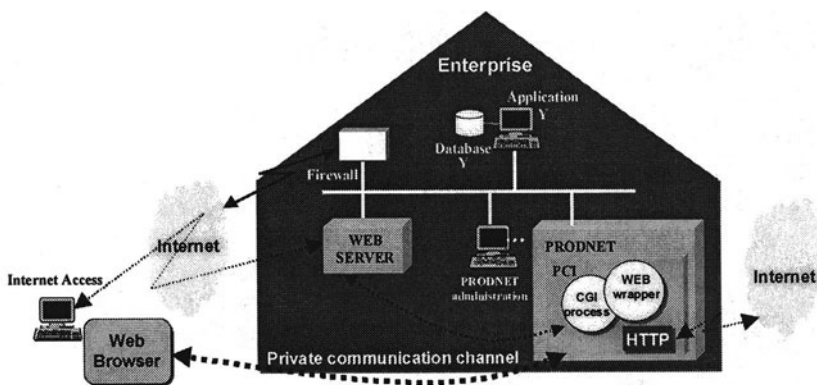 Enterprise
Application
Y
Database
Y
Firewall
Internet
WEB
SERVER
PRODNET
administration
PRODNET
PCI
CGI
process
WEB
wrapper
HTTP
Internet
Internet Access
Web
Browser
Private communication channel